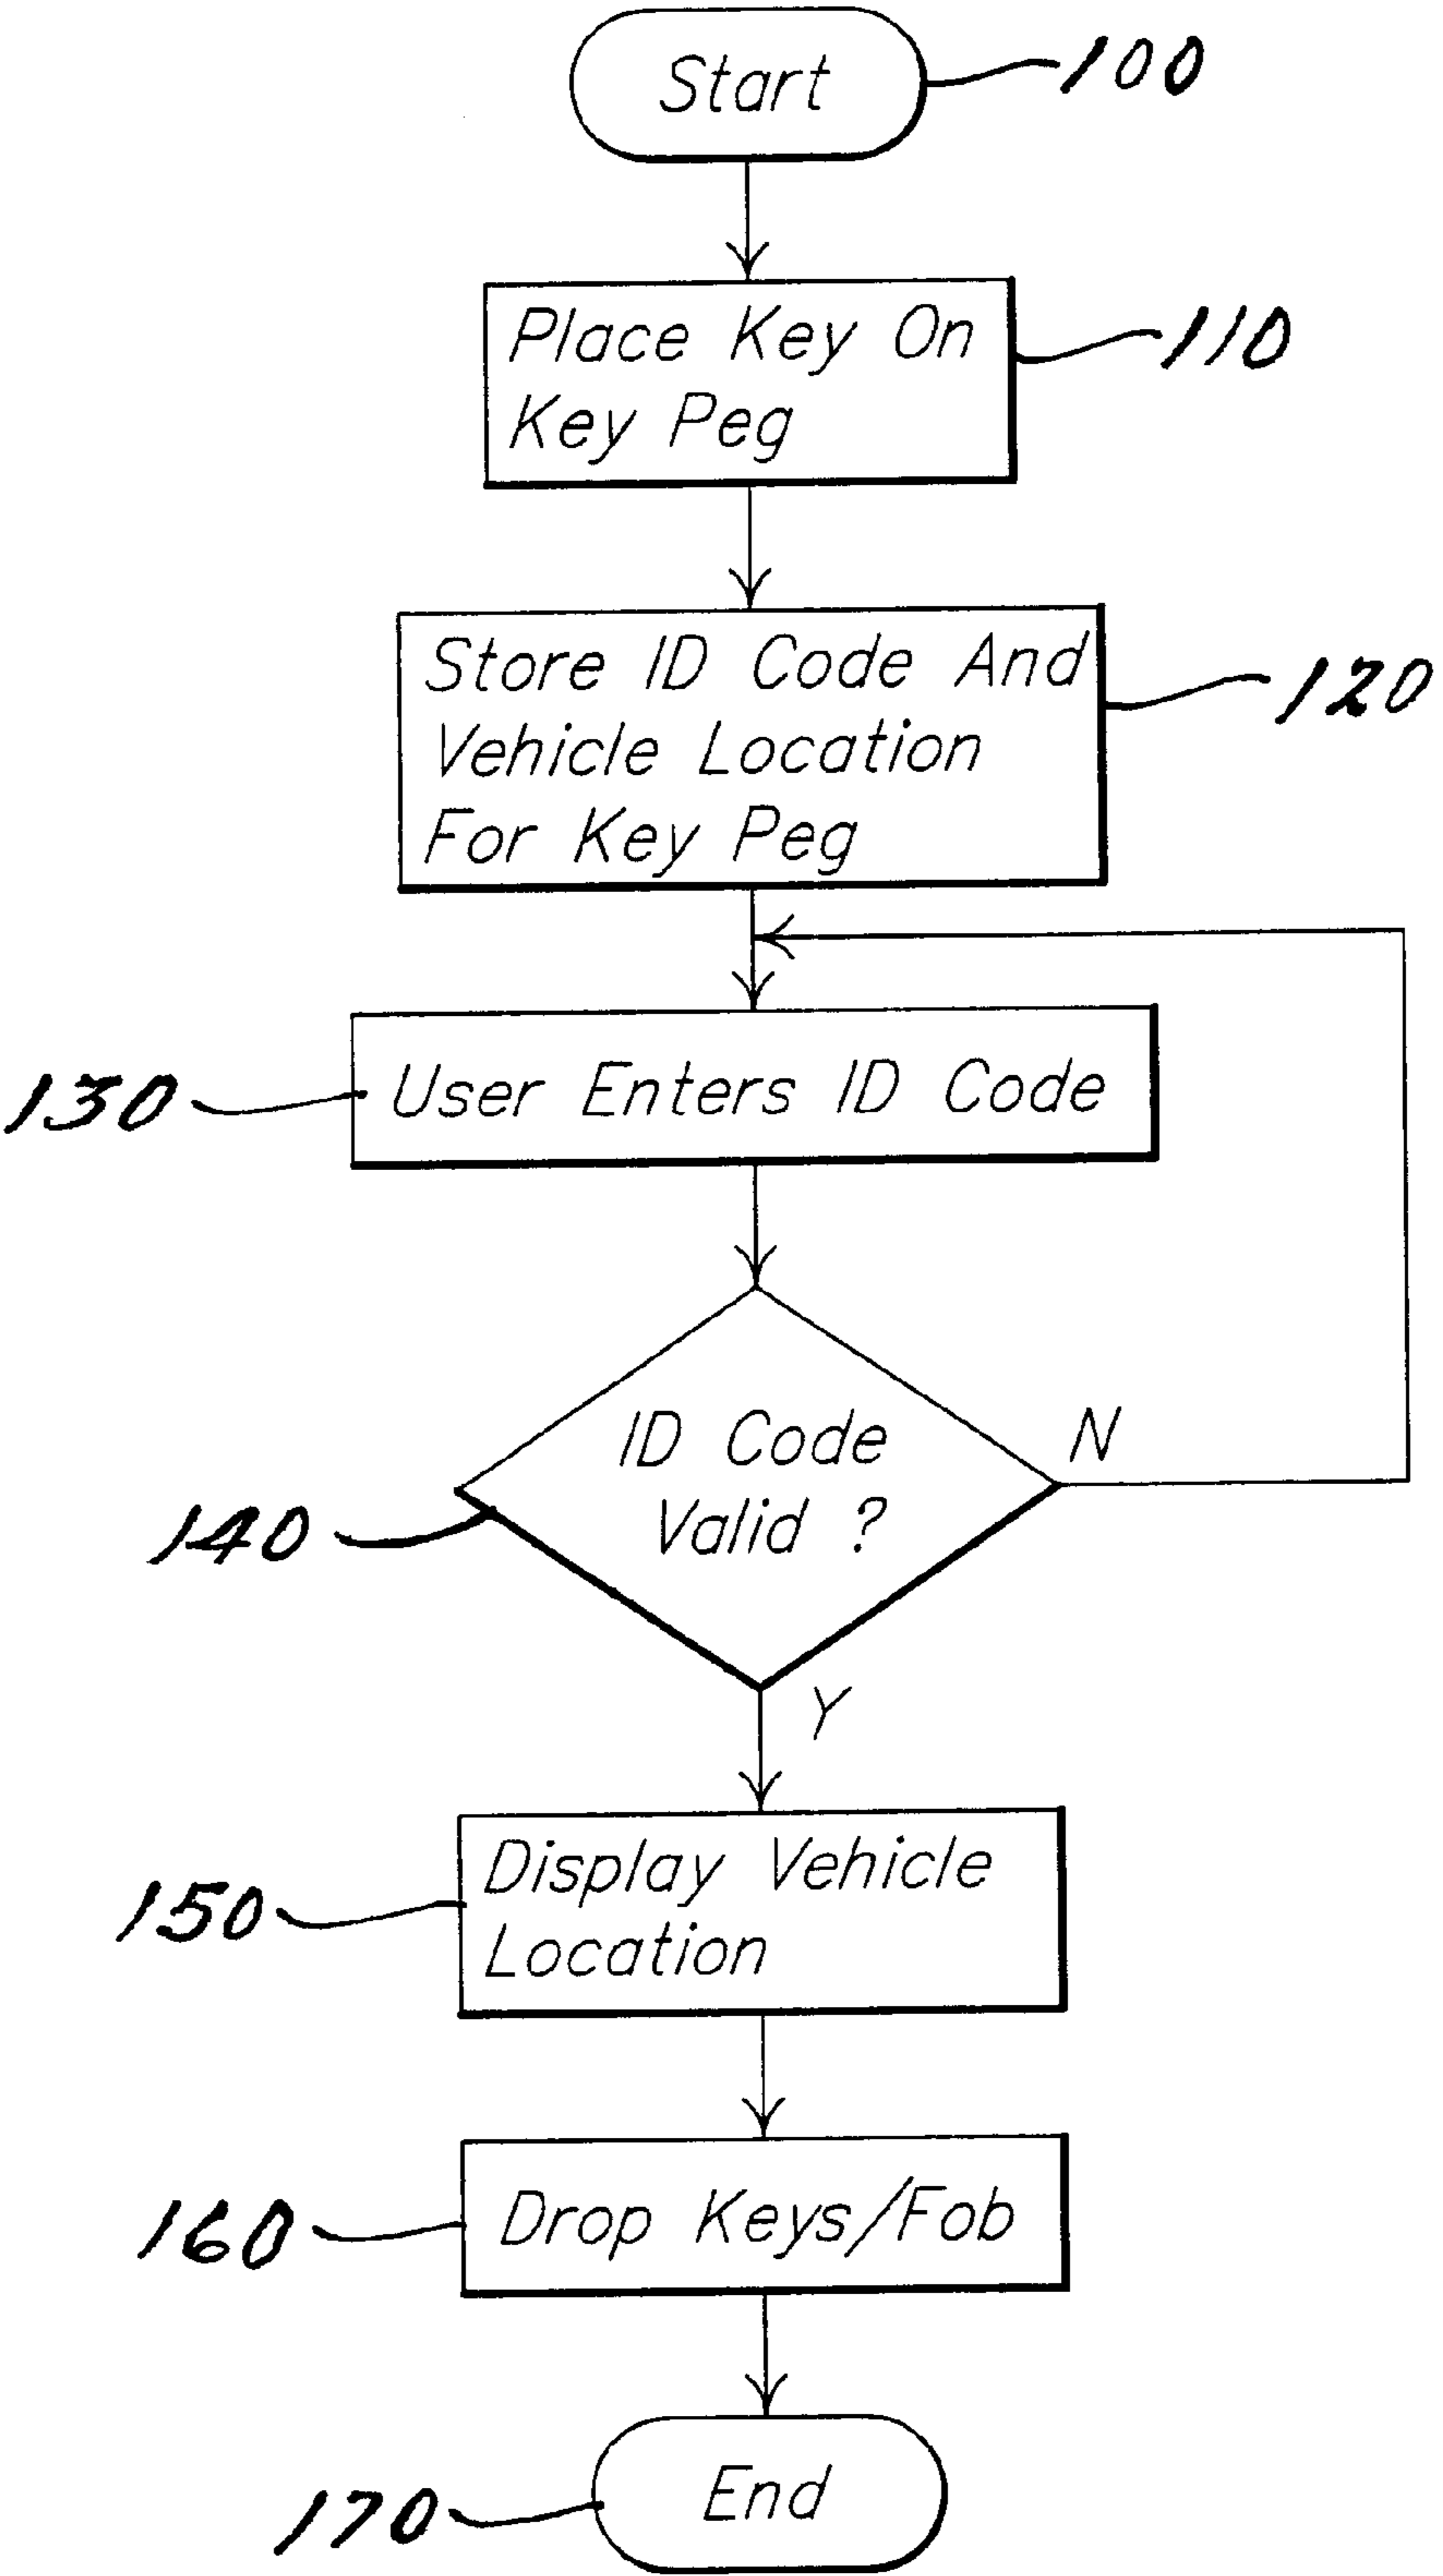 Start
100
Place Key On
Key Peg
110
Store ID Code And
Vehicle Location
For Key Peg
120
130
User Enters ID Code
ID Code
Valid ?
N
140
Y
Display Vehicle
Location
150
Drop Keys/Fob
160
End
170